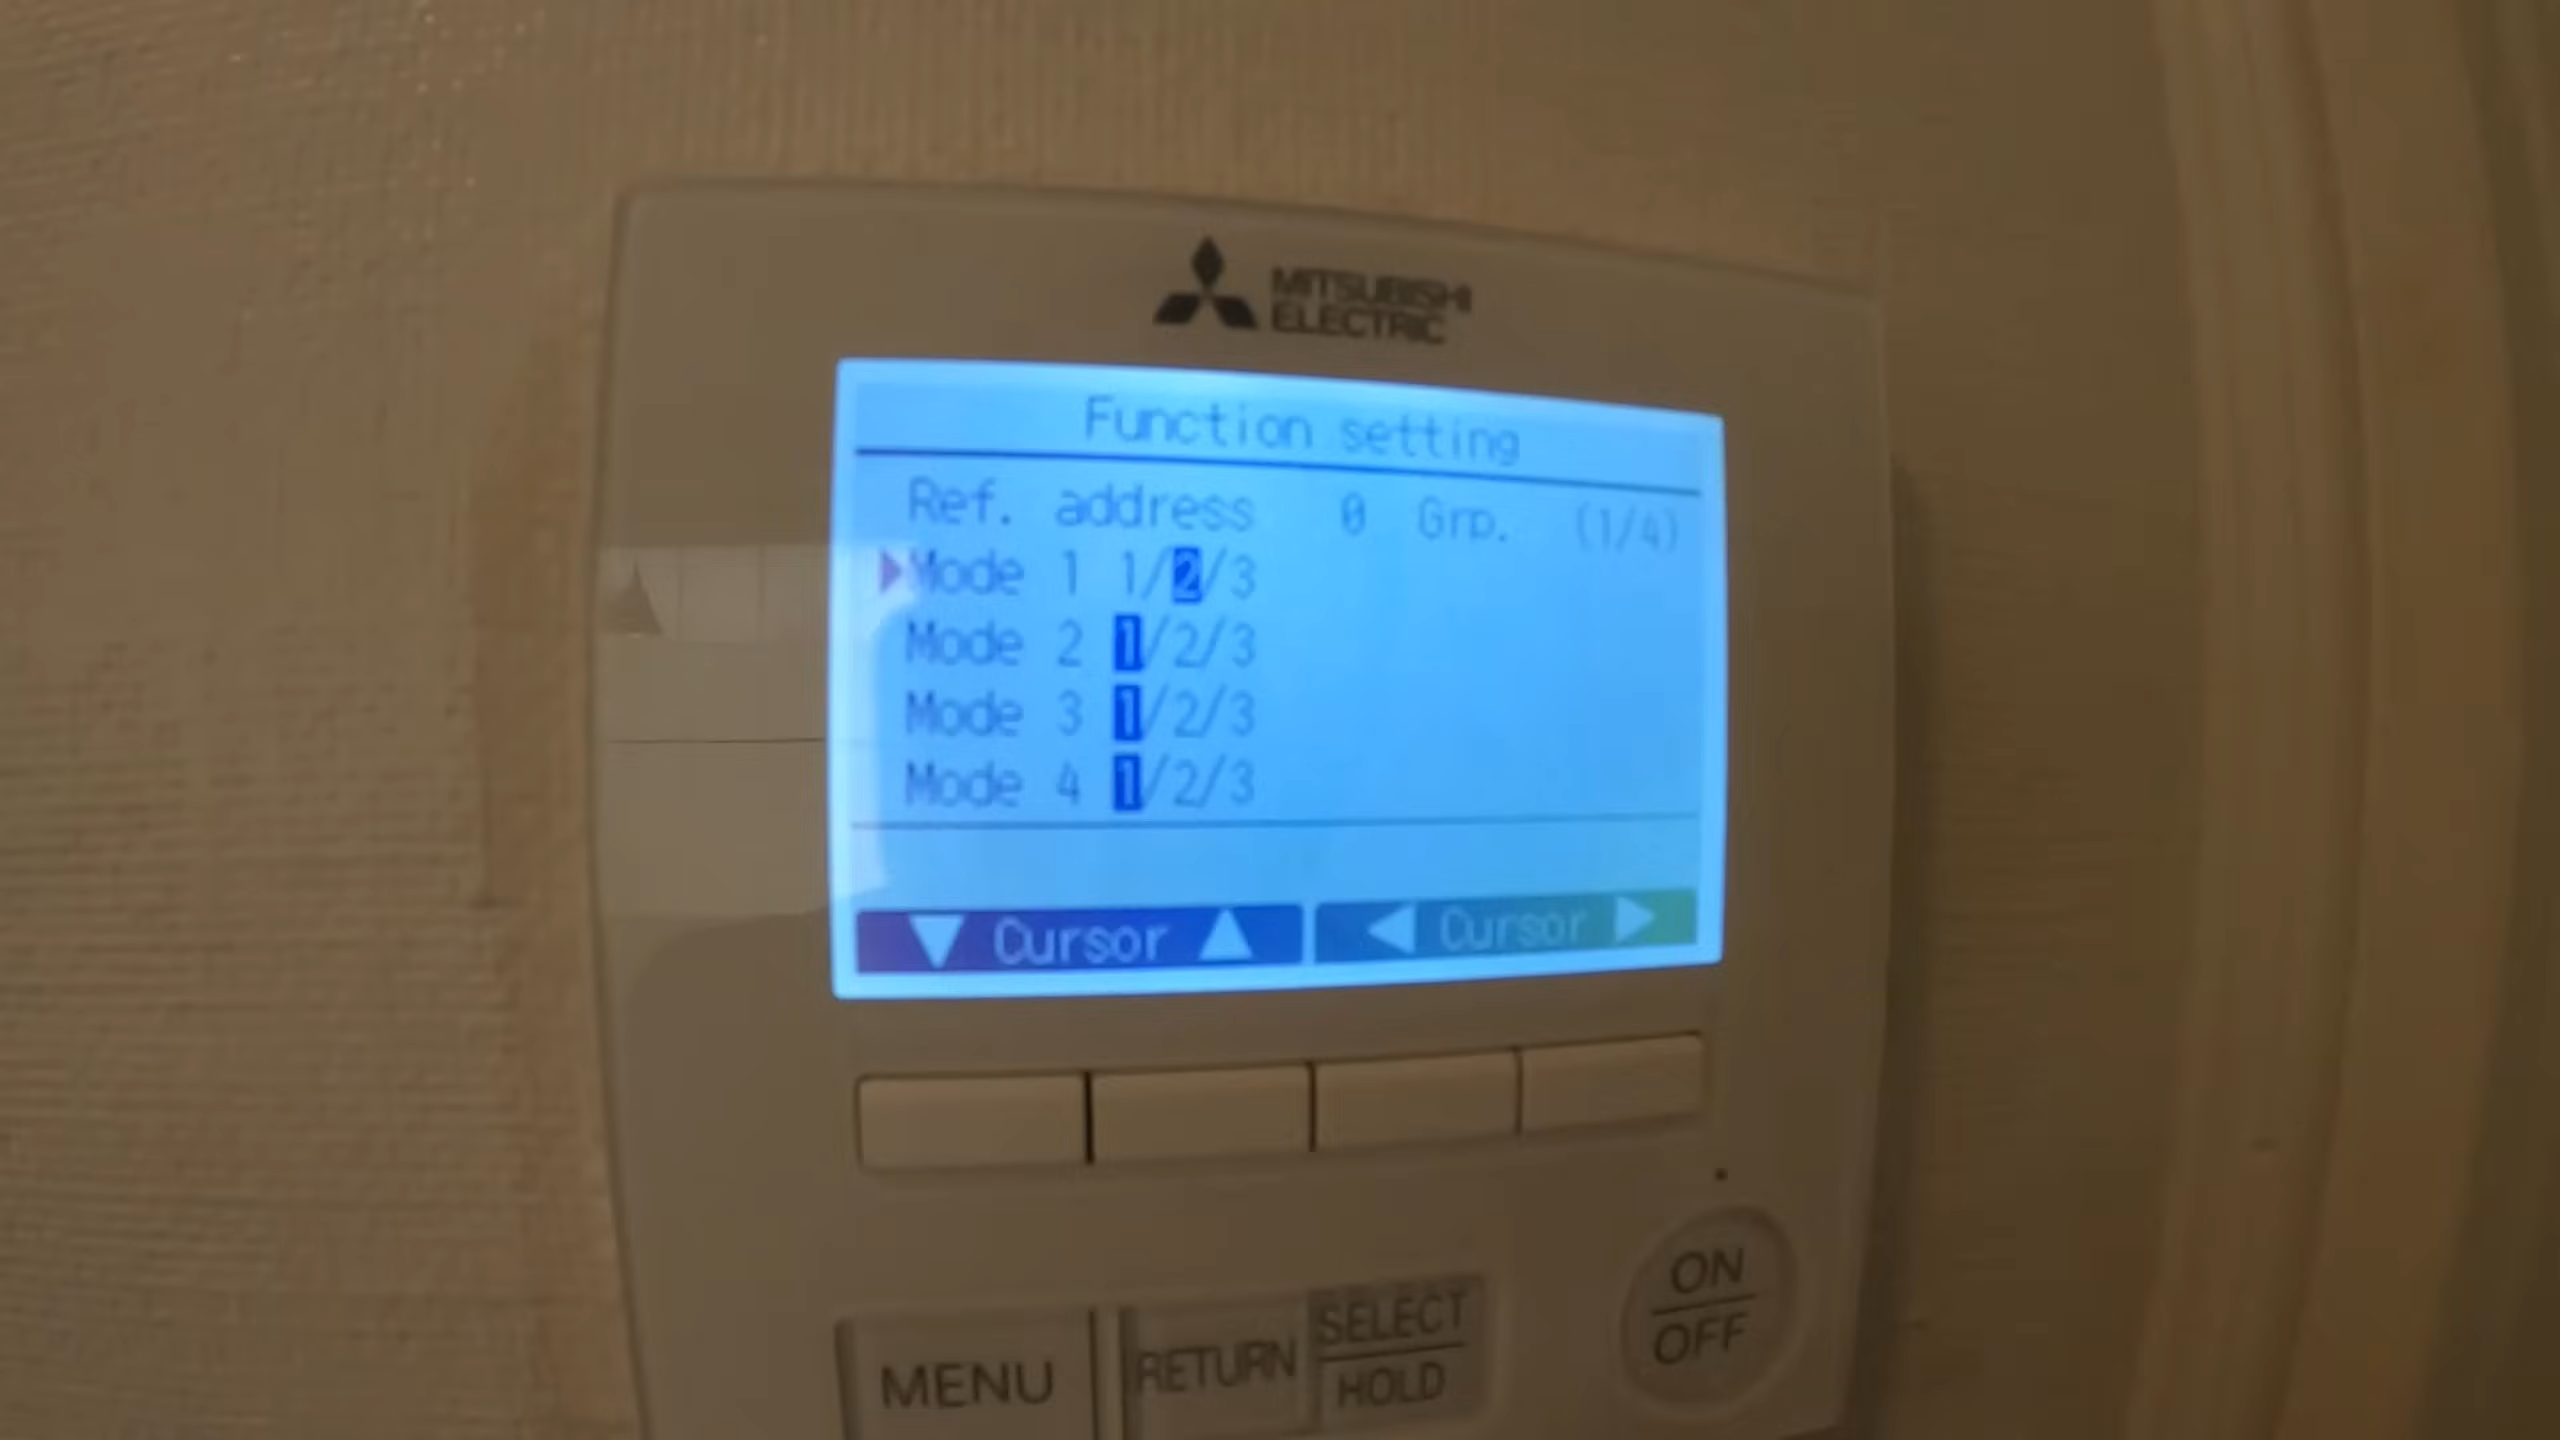 MITSUBISHI
ELECTRIC
Function setting
Ref. address 0 Grp. (1/4)
Mode 1 1/2/3
Mode 2 1/2/3
Mode 3 1/2/3
Mode 4 1/2/3
▼ Cursor ▲ ◀ Cursor ▶
MENU RETURN SELECT/HOLD
ON/OFF